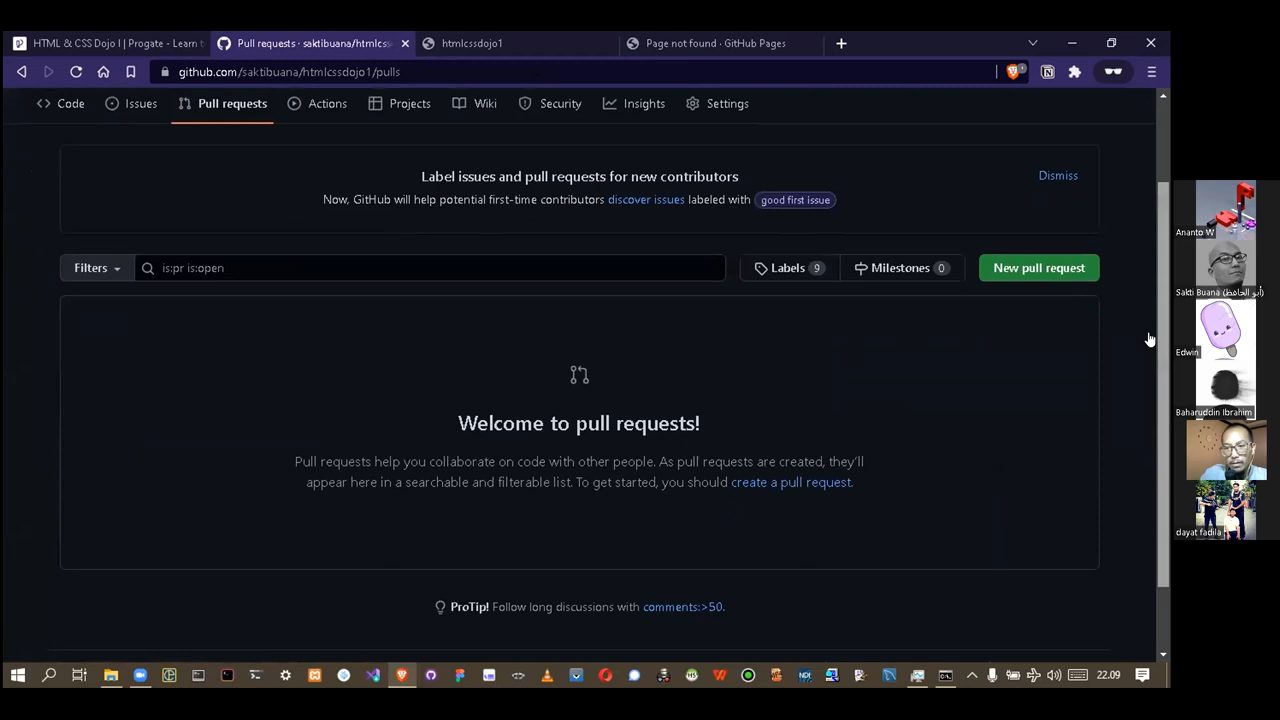 HTML & CSS Dojo I | Progate - Learn t
Pull requests · saktibuana/htmlcss
htmlcssdojo1
Page not found · GitHub Pages
github.com/saktibuana/htmlcssdojo1/pulls
Code
Issues
Pull requests
Actions
Projects
Wiki
Security
Insights
Settings
Label issues and pull requests for new contributors
Dismiss
Now, GitHub will help potential first-time contributors discover issues labeled with good first issue
Filters
is:pr is:open
Labels 9
Milestones 0
New pull request
Welcome to pull requests!
Pull requests help you collaborate on code with other people. As pull requests are created, they'll
appear here in a searchable and filterable list. To get started, you should create a pull request.
ProTip! Follow long discussions with comments:>50.
Ananto W
Sakti Buana (أبو الحافظ)
Edwin
Baharuddin Ibrahim
dayat fadila
22.09